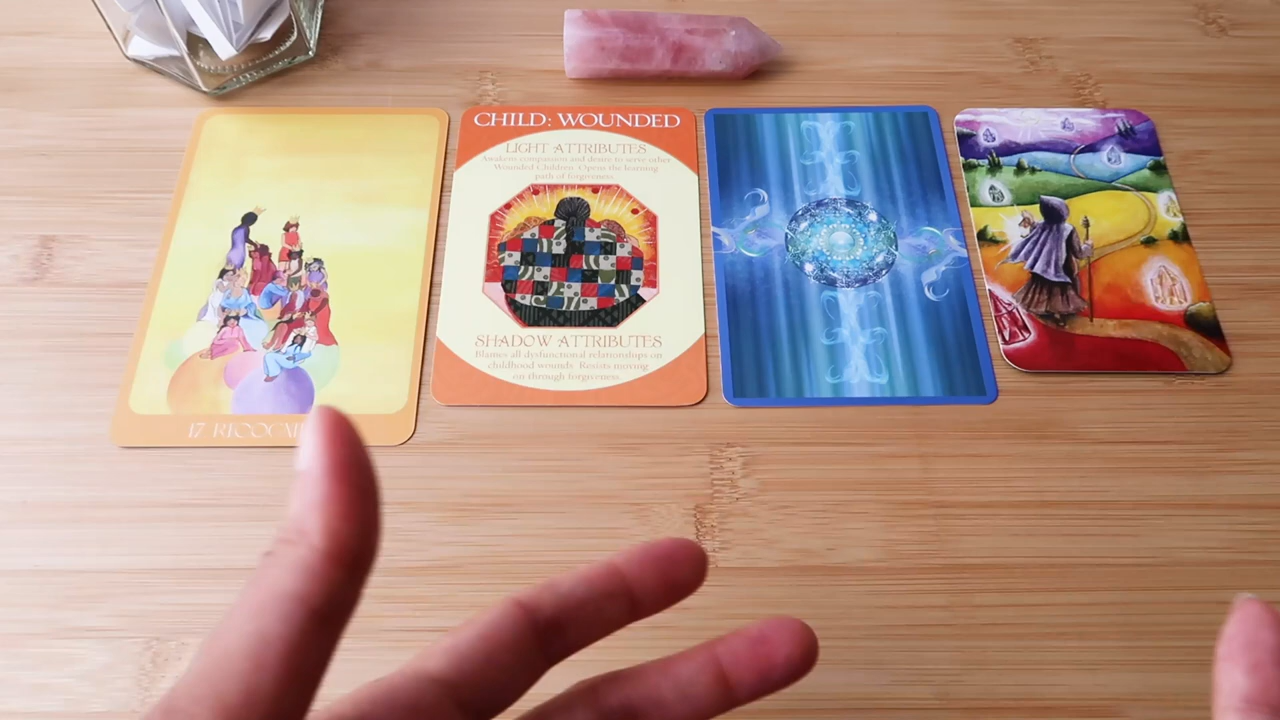 CHILD: WOUNDED
LIGHT ATTRIBUTES
Awakens compassion and desire to serve other
Wounded Children. Opens the learning
path of forgiveness.
SHADOW ATTRIBUTES
Blames all dysfunctional relationships on
childhood wounds. Resists moving
on through forgiveness.
17